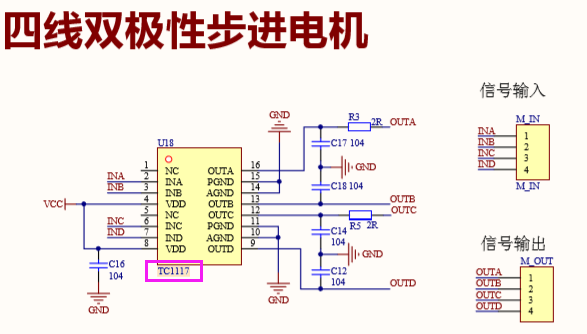 四线双极性步进电机
信号输入
M_IN
INA 1
INB 2
INC 3
IND 4
M_IN
GND
R3 2R OUTA
U18
C17 104
GND
C18 104
1 NC OUTA 16
INA 2 INA PGND 15
INB 3 INB AGND 14
VCC 4 VDD OUTB 13 OUTB
5 NC OUTC 12 OUTC
INC 6 INC PGND 11
IND 7 IND AGND 10
8 VDD OUTD 9
R5 2R
C14
104
GND
C16
104
TC1117
C12
104
OUTD
GND
GND
信号输出
M_OUT
OUTA 1
OUTB 2
OUTC 3
OUTD 4
M_OUT